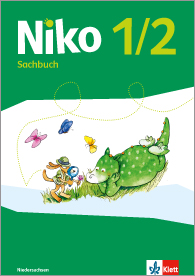 Niko 1/2
Sachbuch
Niedersachsen
Klett